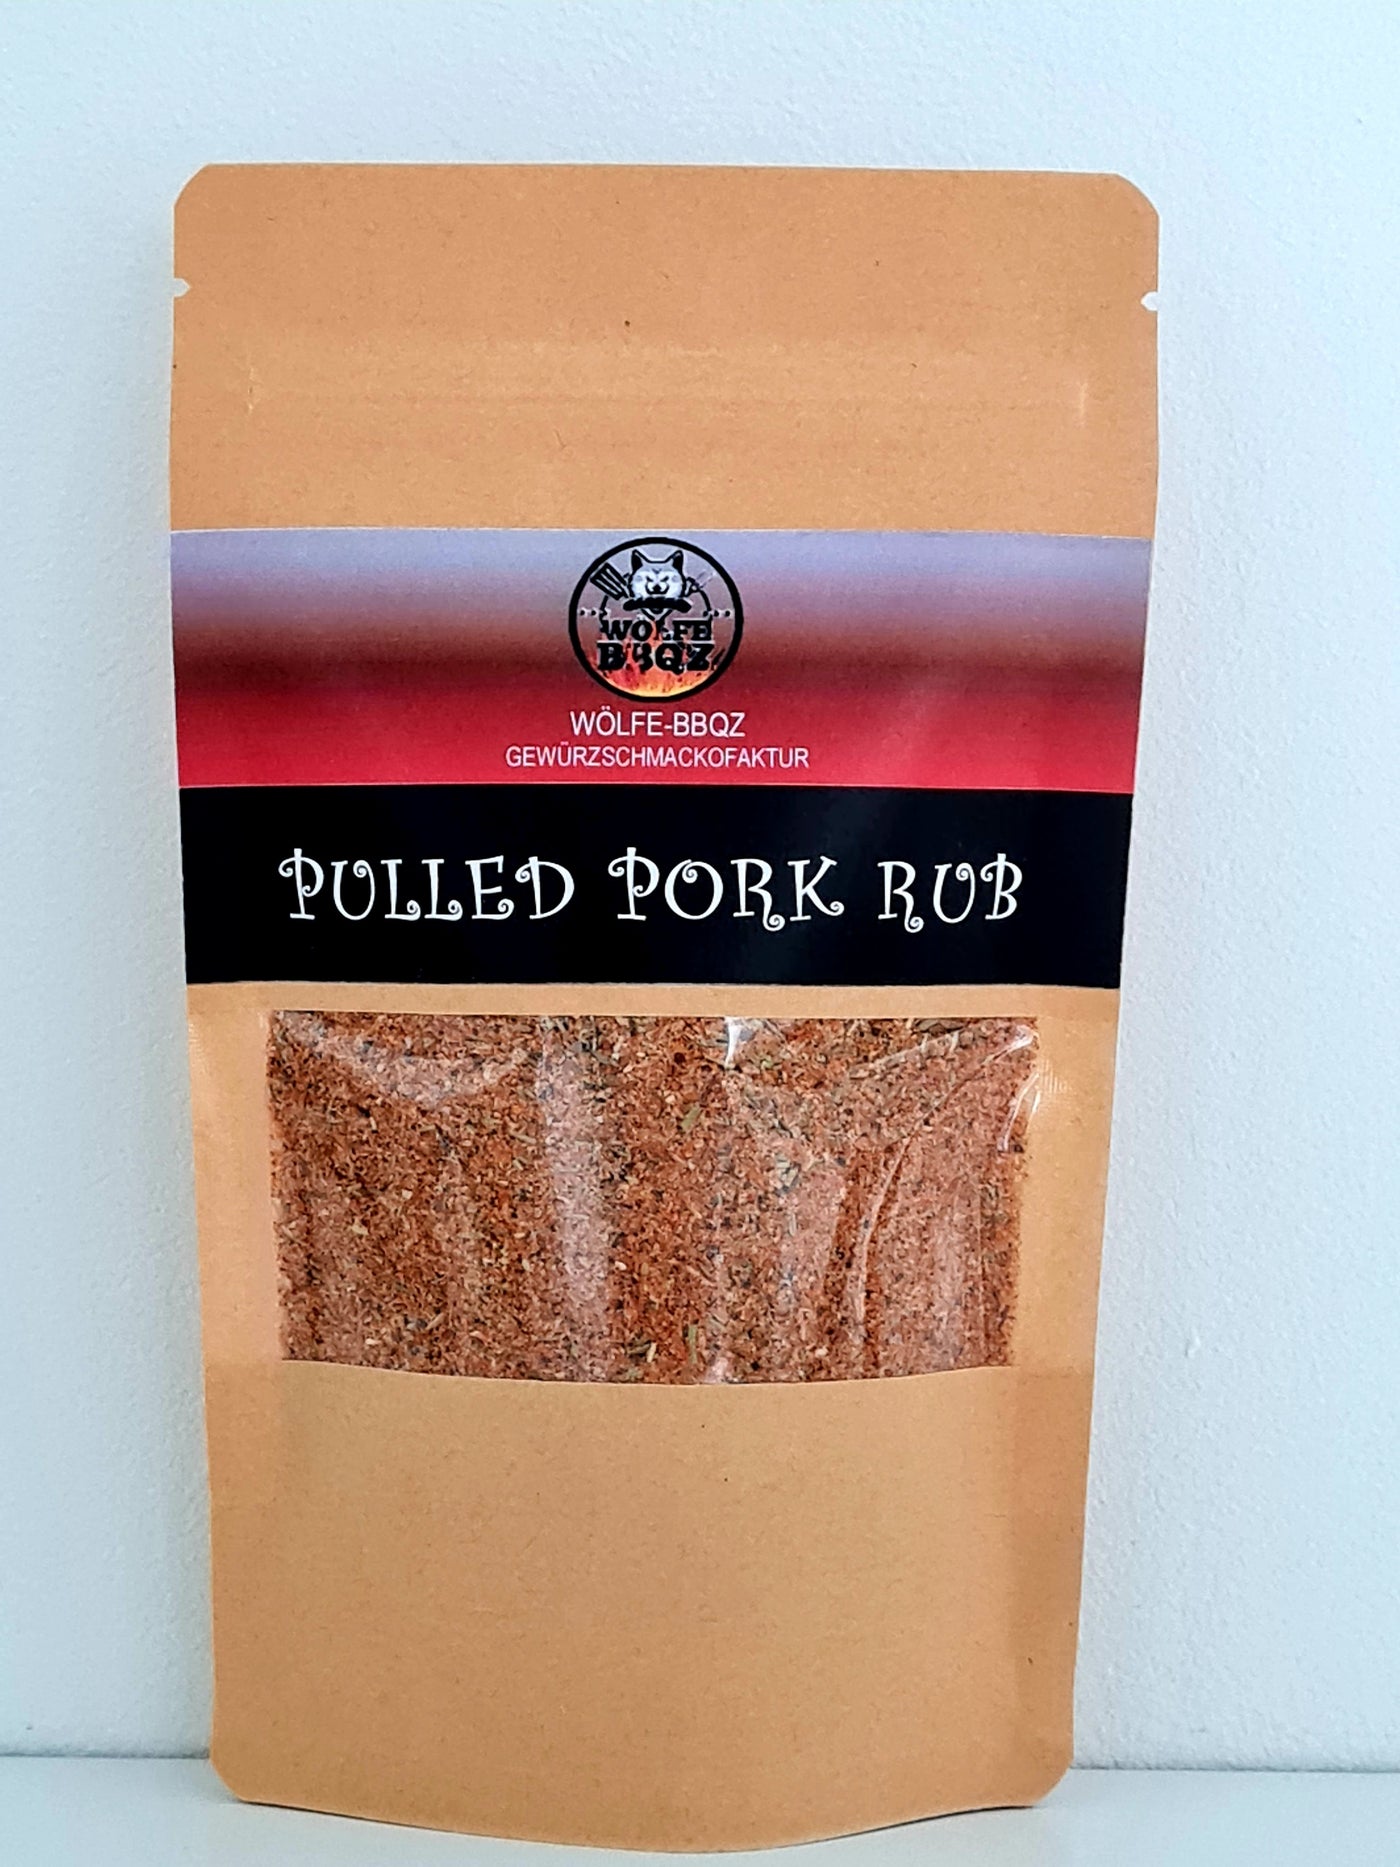 WÖLFE
BBQZ
WÖLFE-BBQZ
GEWÜRZSCHMACKOFAKTUR
PULLED PORK RUB